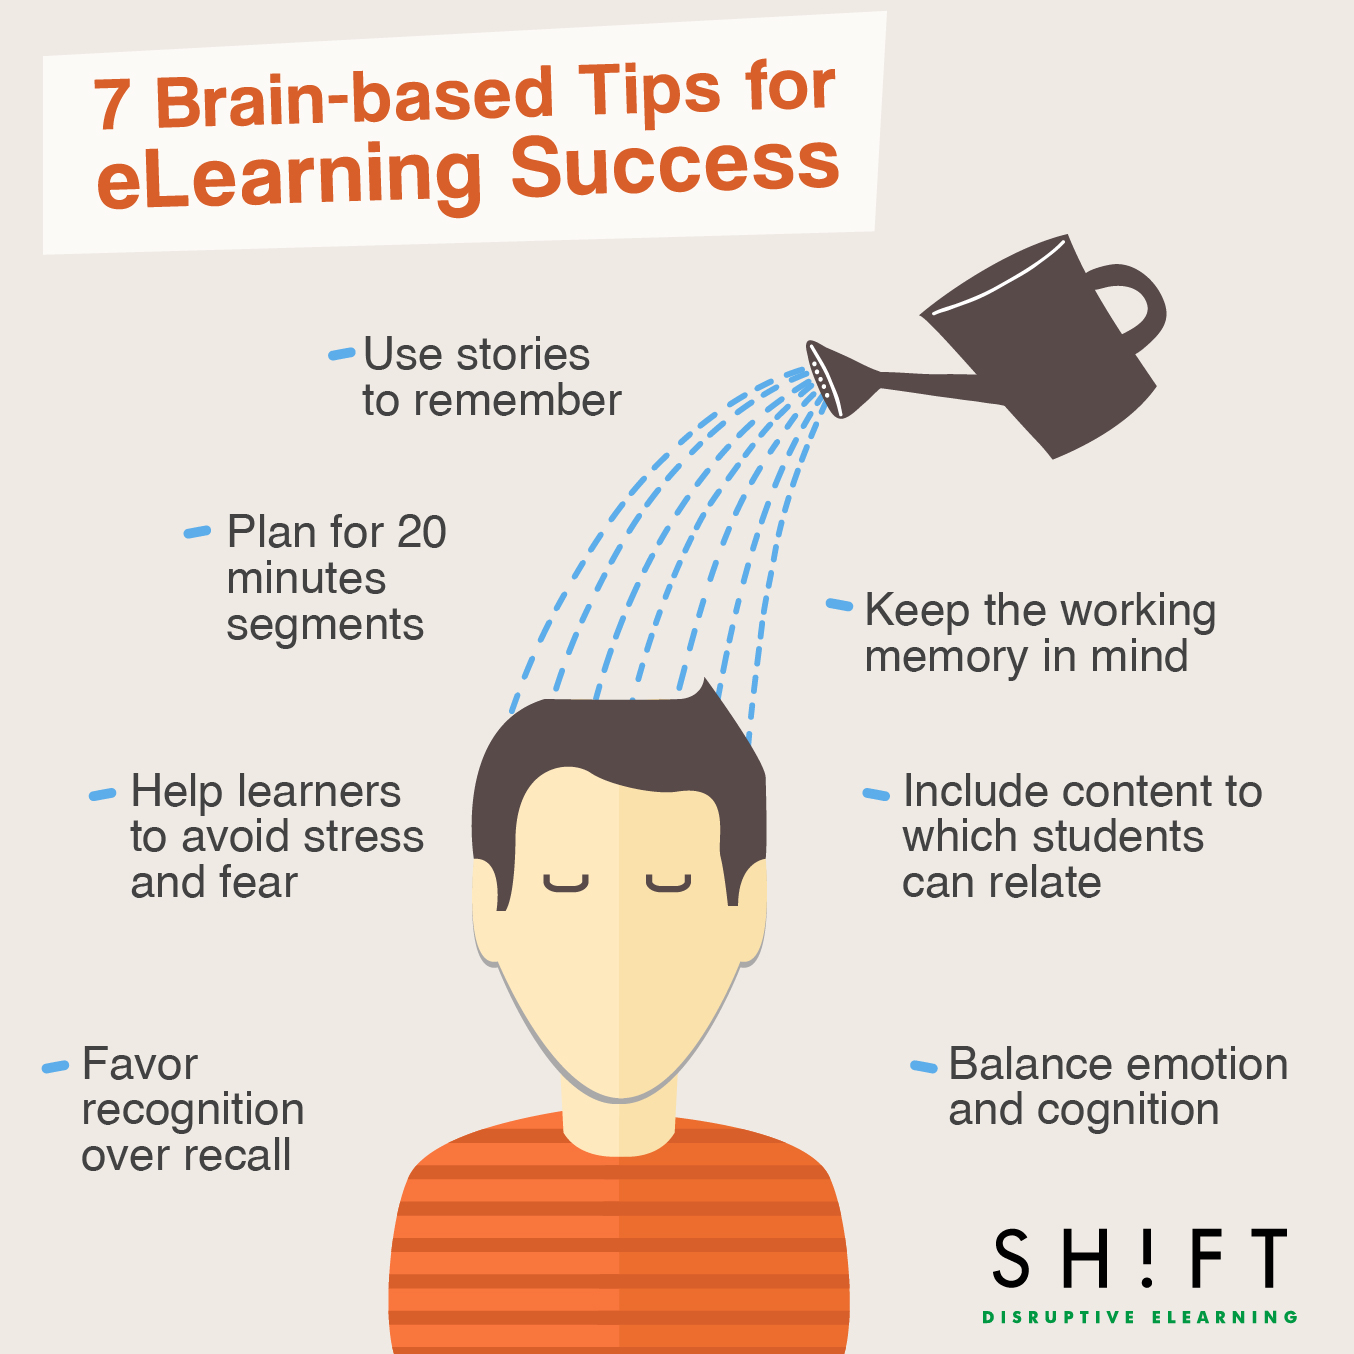 7 Brain-based Tips for
eLearning Success
Use stories
to remember
Plan for 20
minutes
segments
Keep the working
memory in mind
Help learners
to avoid stress
and fear
Include content to
which students
can relate
Favor
recognition
over recall
Balance emotion
and cognition
SH!FT
DISRUPTIVE ELEARNING